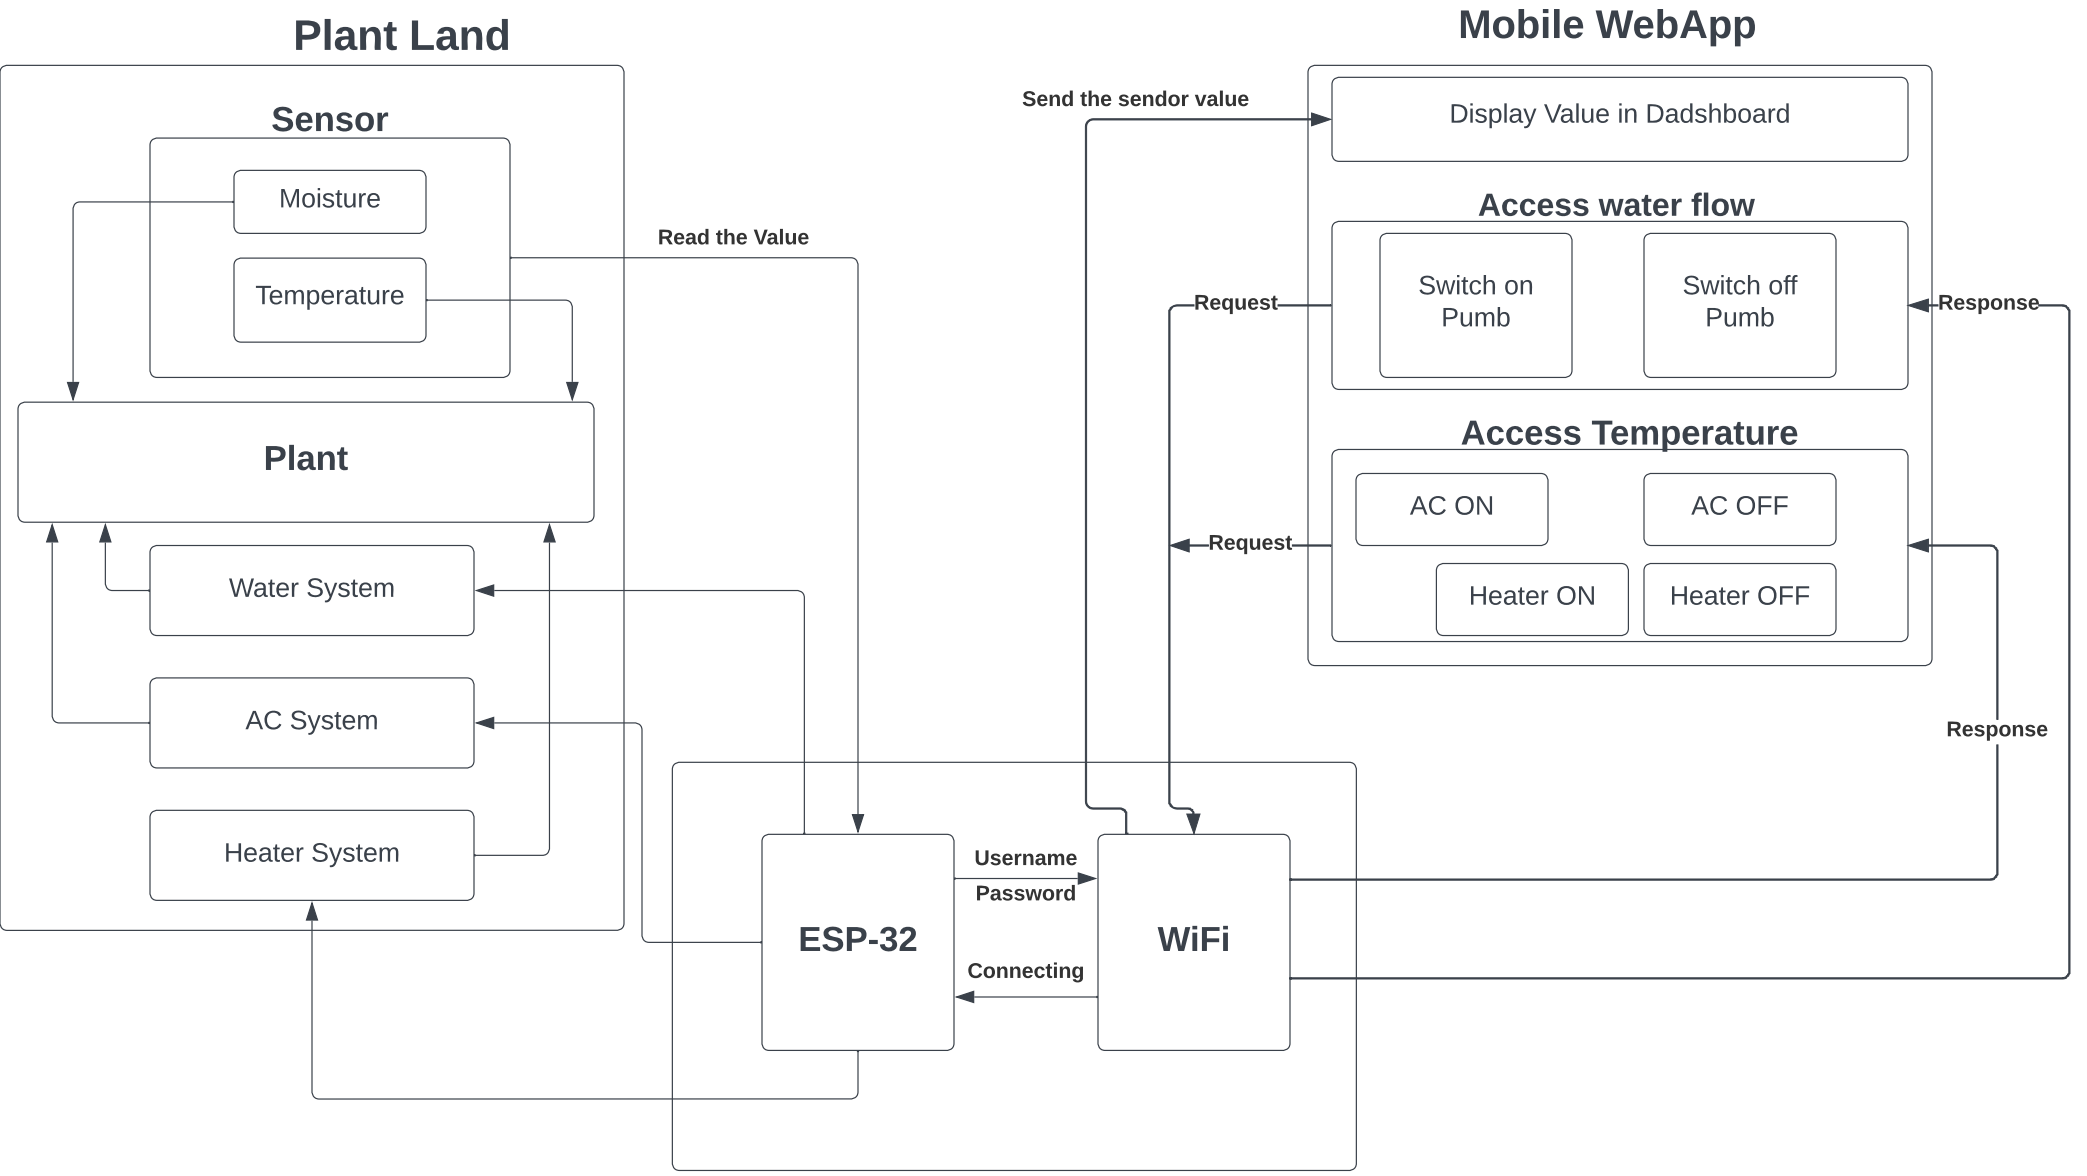 Plant Land
Sensor
Moisture
Temperature
Read the Value
Plant
Water System
AC System
Heater System
ESP-32
Username
Password
Connecting
WiFi
Mobile WebApp
Send the sendor value
Display Value in Dadshboard
Access water flow
Switch on
Pumb
Switch off
Pumb
Request
Response
Access Temperature
AC ON
AC OFF
Heater ON
Heater OFF
Request
Response